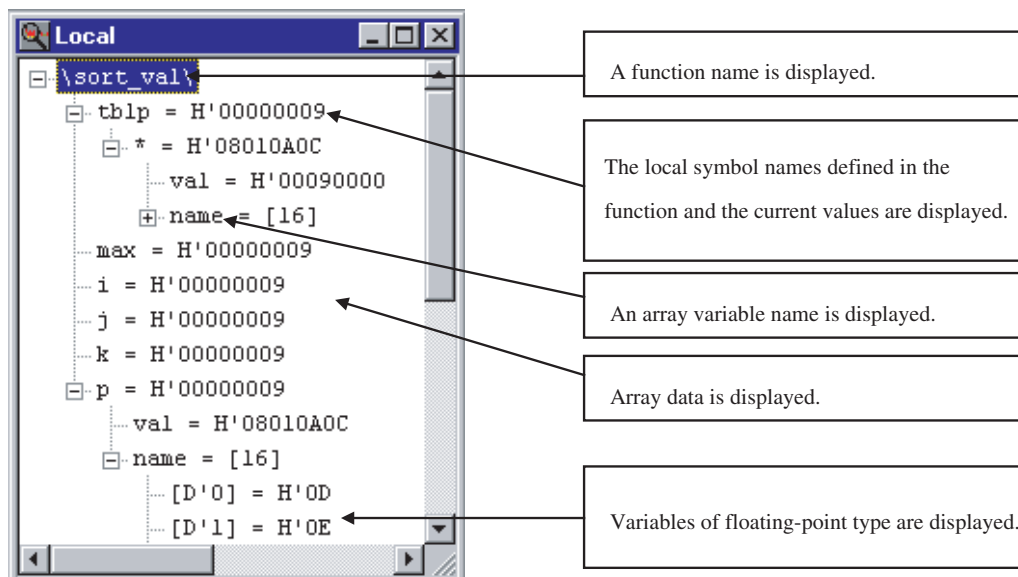 Local
\sort_val\
tblp = H'00000009
* = H'08010A0C
val = H'00090000
name = [16]
max = H'00000009
i = H'00000009
j = H'00000009
k = H'00000009
p = H'00000009
val = H'08010A0C
name = [16]
[D'0] = H'0D
[D'1] = H'0E
A function name is displayed.
The local symbol names defined in the
function and the current values are displayed.
An array variable name is displayed.
Array data is displayed.
Variables of floating-point type are displayed.